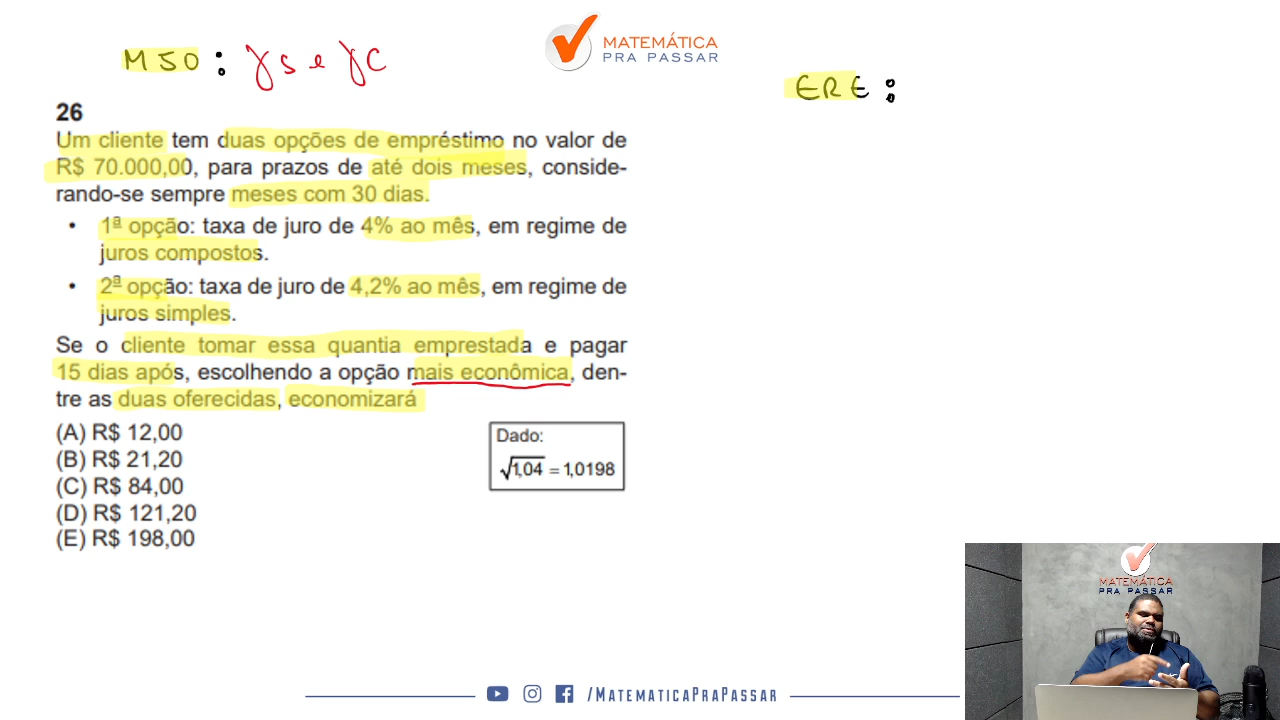 M50: Js e JC
MATEMÁTICA
PRA PASSAR
ERE:
26
Um cliente tem duas opções de empréstimo no valor de
R$ 70.000,00, para prazos de até dois meses, conside-
rando-se sempre meses com 30 dias.
• 1ª opção: taxa de juro de 4% ao mês, em regime de
juros compostos.
• 2ª opção: taxa de juro de 4,2% ao mês, em regime de
juros simples.
Se o cliente tomar essa quantia emprestada e pagar
15 dias após, escolhendo a opção mais econômica, den-
tre as duas oferecidas, economizará
(A) R$ 12,00
(B) R$ 21,20
(C) R$ 84,00
(D) R$ 121,20
(E) R$ 198,00
Dado:
√1,04 = 1,0198
MATEMÁTICA
PRA PASSAR
/MATEMATICAPRAPASSAR